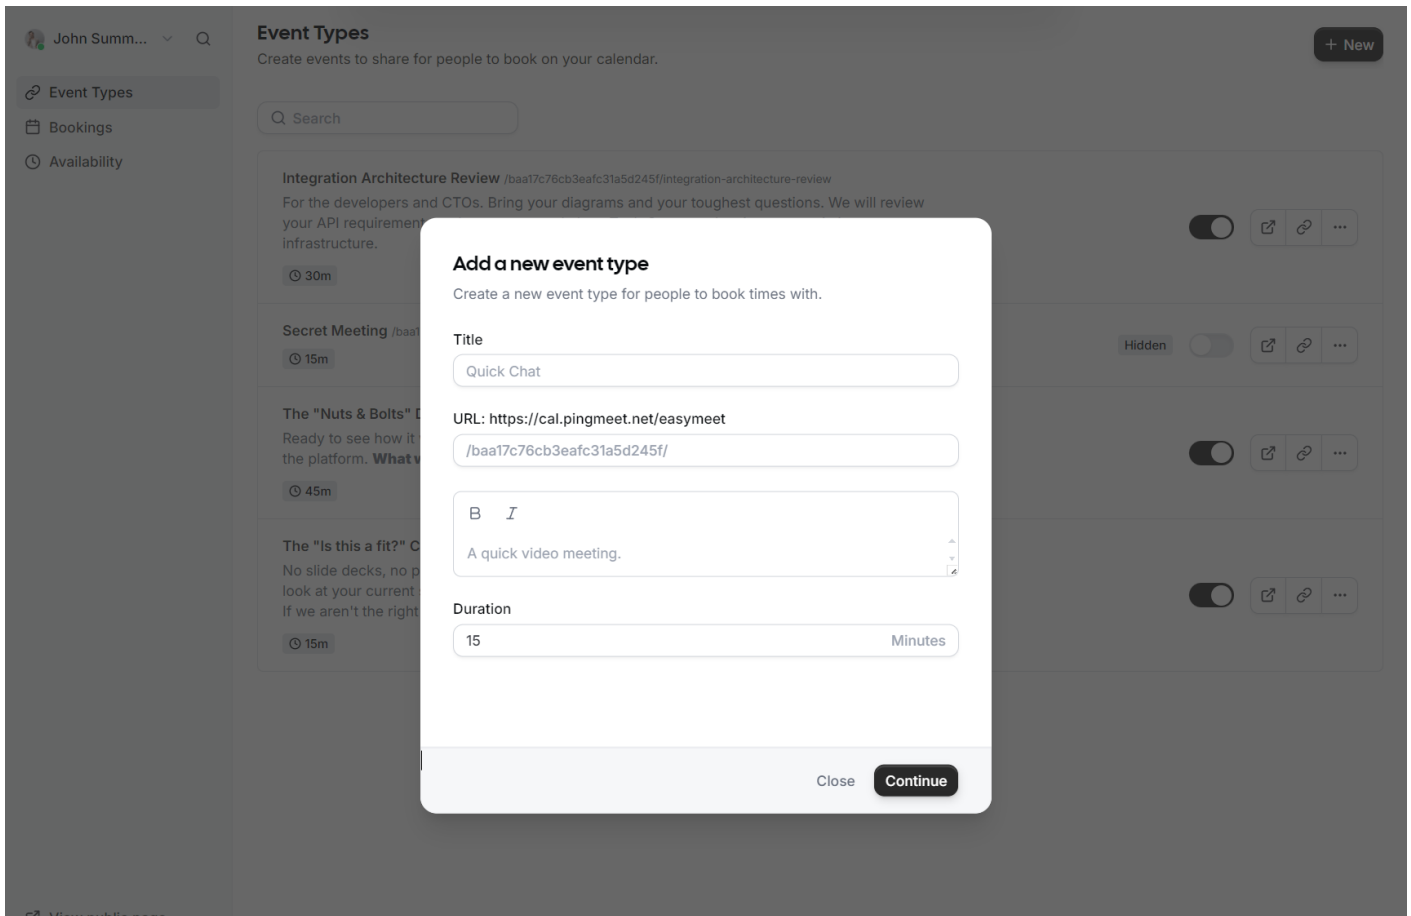 John Summ...
Event Types
Bookings
Availability
Event Types
Create events to share for people to book on your calendar.
New
Search
Integration Architecture Review /baa17c76cb3eafc31a5d245f/integration-architecture-review
For the developers and CTOs. Bring your diagrams and your toughest questions. We will review
your API requirement
infrastructure.
30m
Secret Meeting /baa1
15m
Hidden
The "Nuts & Bolts"
Ready to see how it
the platform. What
45m
The "Is this a fit?" C
No slide decks, no p
look at your current
If we aren't the right
15m
Add a new event type
Create a new event type for people to book times with.
Title
Quick Chat
URL: https://cal.pingmeet.net/easymeet
/baa17c76cb3eafc31a5d245f/
B I
A quick video meeting.
Duration
15 Minutes
Close Continue
View public page